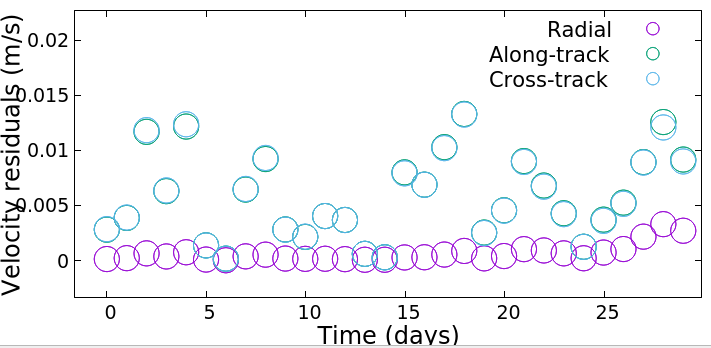 Velocity residuals (m/s)
0.02
0.015
0.01
0.005
0
Radial
Along-track
Cross-track
0 5 10 15 20 25
Time (days)